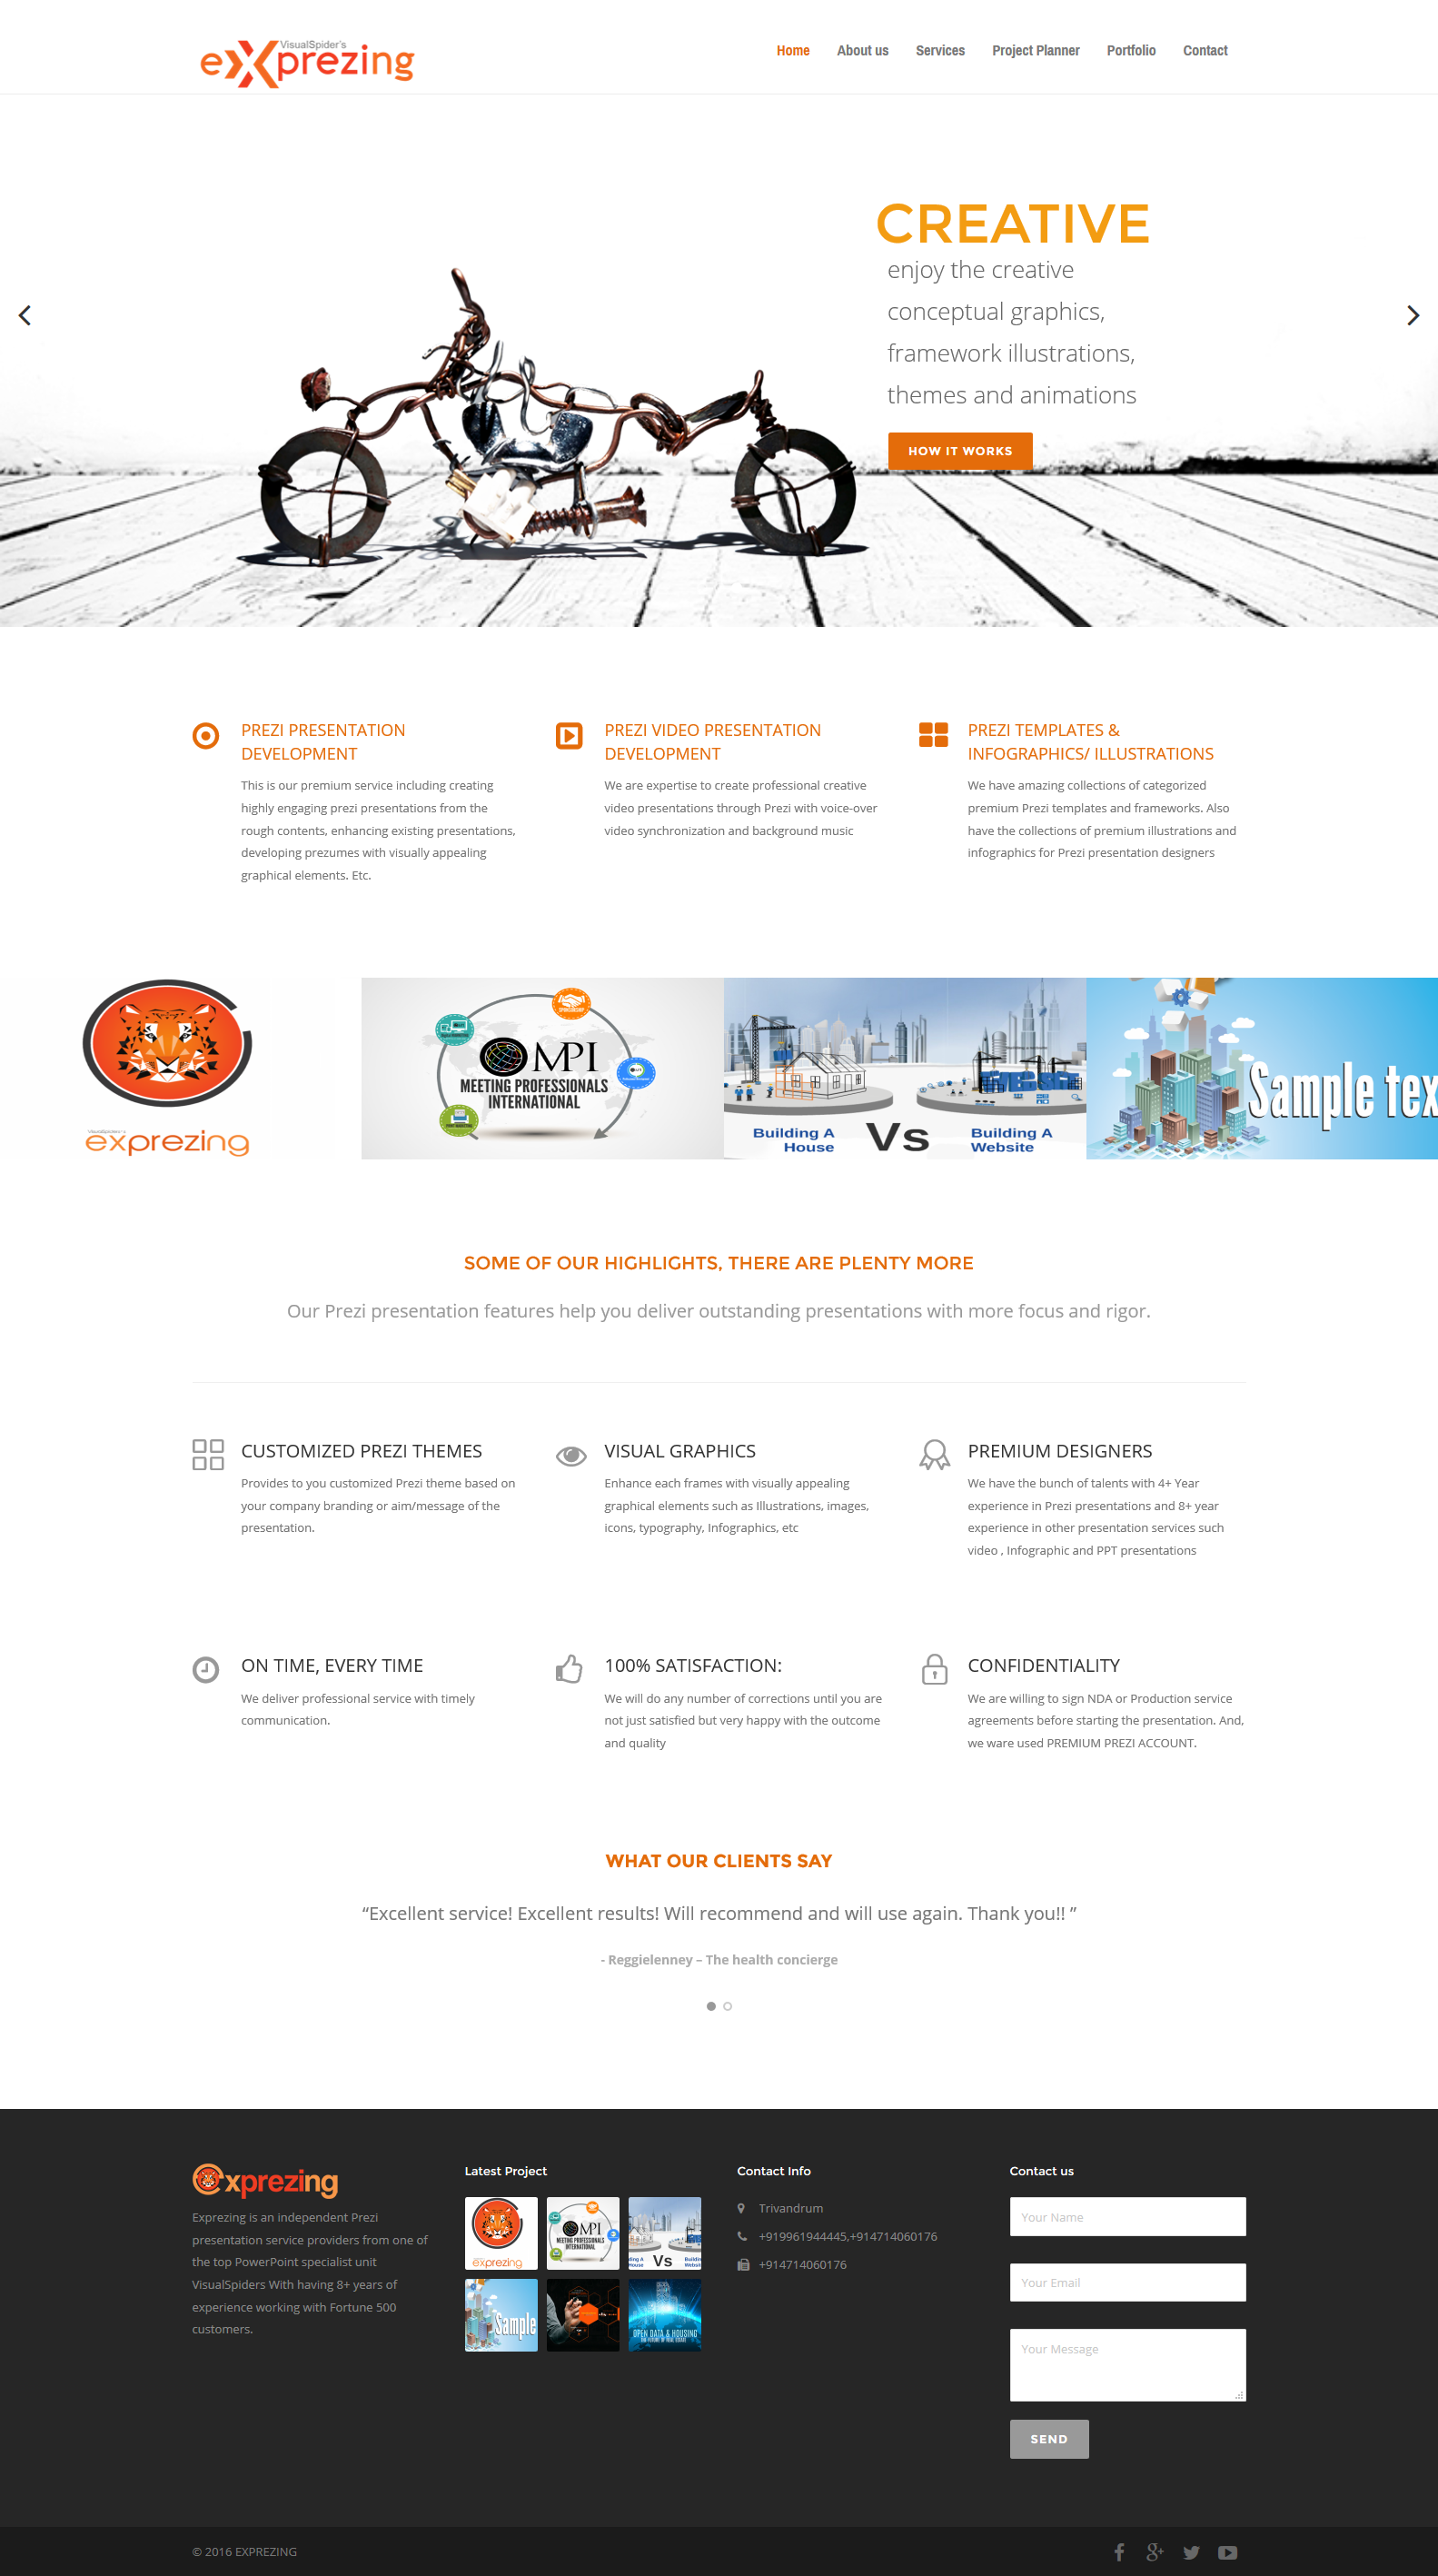 VisualSpider's
exprezing
Home About us Services Project Planner Portfolio Contact
CREATIVE
enjoy the creative
conceptual graphics,
framework illustrations,
themes and animations
HOW IT WORKS
PREZI PRESENTATION
DEVELOPMENT
This is our premium service including creating
highly engaging prezi presentations from the
rough contents, enhancing existing presentations,
developing prezumes with visually appealing
graphical elements. Etc.
PREZI VIDEO PRESENTATION
DEVELOPMENT
We are expertise to create professional creative
video presentations through Prezi with voice-over
video synchronization and background music
PREZI TEMPLATES &
INFOGRAPHICS/ ILLUSTRATIONS
We have amazing collections of categorized
premium Prezi templates and frameworks. Also
have the collections of premium illustrations and
infographics for Prezi presentation designers
exprezing
SPONSORSHIP
MPI
MEETING PROFESSIONALS
INTERNATIONAL
Building A
House
Vs
Building A
Website
Sample tex
SOME OF OUR HIGHLIGHTS, THERE ARE PLENTY MORE
Our Prezi presentation features help you deliver outstanding presentations with more focus and rigor.
CUSTOMIZED PREZI THEMES
Provides to you customized Prezi theme based on
your company branding or aim/message of the
presentation.
VISUAL GRAPHICS
Enhance each frames with visually appealing
graphical elements such as Illustrations, images,
icons, typography, Infographics, etc
PREMIUM DESIGNERS
We have the bunch of talents with 4+ Year
experience in Prezi presentations and 8+ year
experience in other presentation services such
video , Infographic and PPT presentations
ON TIME, EVERY TIME
We deliver professional service with timely
communication.
100% SATISFACTION:
We will do any number of corrections until you are
not just satisfied but very happy with the outcome
and quality
CONFIDENTIALITY
We are willing to sign NDA or Production service
agreements before starting the presentation. And,
we ware used PREMIUM PREZI ACCOUNT.
WHAT OUR CLIENTS SAY
“Excellent service! Excellent results! Will recommend and will use again. Thank you!! ”
- Reggielenney – The health concierge
exprezing
Exprezing is an independent Prezi
presentation service providers from one of
the top PowerPoint specialist unit
VisualSpiders With having 8+ years of
experience working with Fortune 500
customers.
Latest Project
exprezing
MPI
MEETING PROFESSIONALS
INTERNATIONAL
Vs
Sample
OPEN DATA & HOUSING
Contact Info
Trivandrum
+919961944445,+914714060176
+914714060176
Contact us
Your Name
Your Email
Your Message
SEND
© 2016 EXPREZING